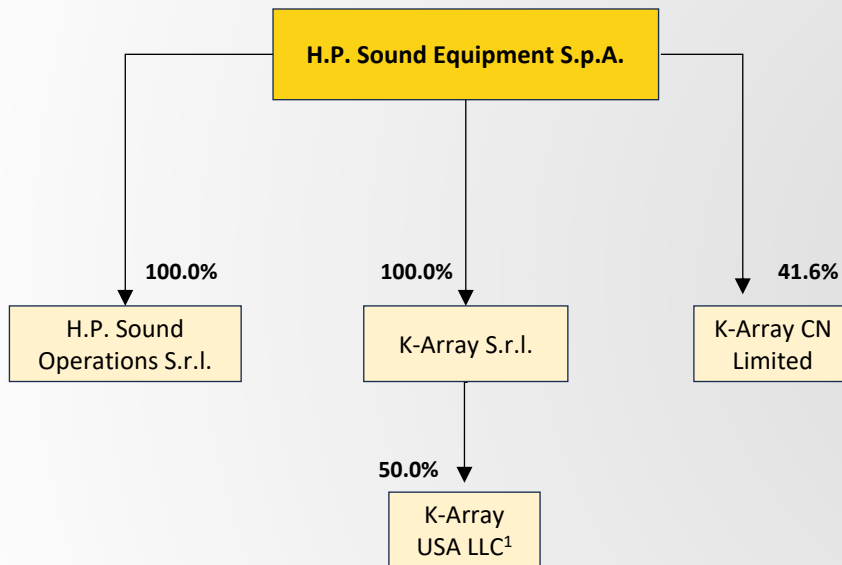 H.P. Sound Equipment S.p.A.
100.0%
100.0%
41.6%
H.P. Sound
Operations S.r.l.
K-Array S.r.l.
K-Array CN
Limited
50.0%
K-Array
USA LLC¹